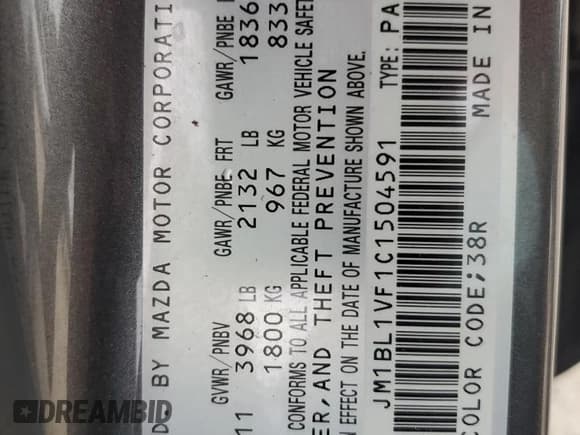 D BY MAZDA MOTOR CORPORATI
GVWR/PNBV GAWR/PNBE FRT GAWR/PNBE
11 3968 LB 2132 LB 1836
1800 KG 967 KG 833
CONFORMS TO ALL APPLICABLE FEDERAL MOTOR VEHICLE SAFET
ER,AND THEFT PREVENTION
N EFFECT ON THE DATE OF MANUFACTURE SHOWN ABOVE.
JM1BL1VF1C1504591 TYPE: PA
COLOR CODE;38R MADE IN
DREAMBID